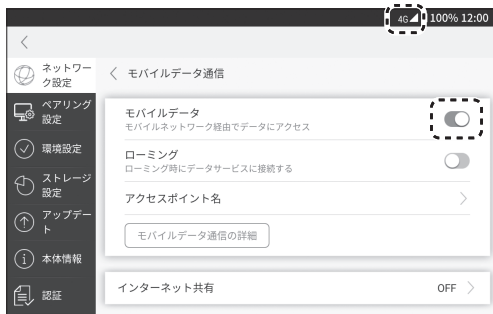 4G 100% 12:00
ネットワー
ク設定
モバイルデータ通信
ペアリング
設定
モバイルデータ
モバイルネットワーク経由でデータにアクセス
環境設定
ローミング
ローミング時にデータサービスに接続する
ストレージ
設定
アクセスポイント名
アップデー
ト
モバイルデータ通信の詳細
本体情報
認証
インターネット共有 OFF